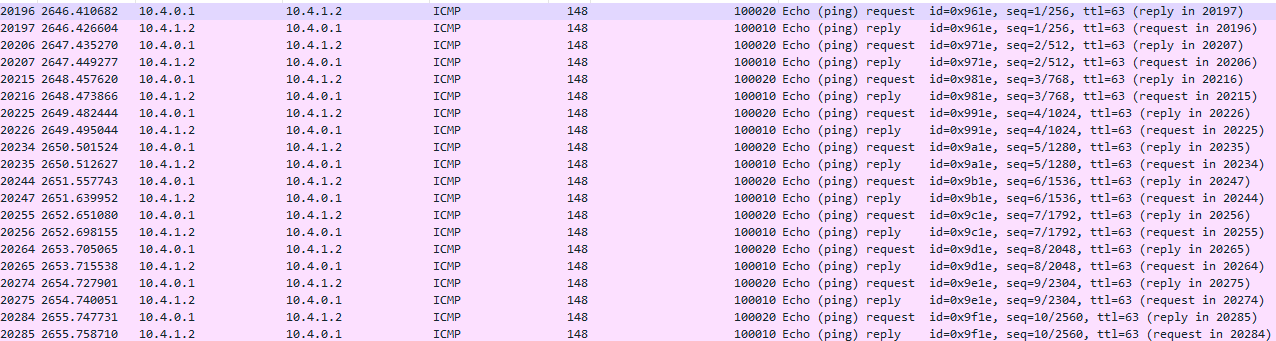 20196 2646.410682 10.4.0.1 10.4.1.2 ICMP 148 100020 Echo (ping) request id=0x961e, seq=1/256, ttl=63 (reply in 20197)
20197 2646.426604 10.4.1.2 10.4.0.1 ICMP 148 100010 Echo (ping) reply id=0x961e, seq=1/256, ttl=63 (request in 20196)
20206 2647.435270 10.4.0.1 10.4.1.2 ICMP 148 100020 Echo (ping) request id=0x971e, seq=2/512, ttl=63 (reply in 20207)
20207 2647.449277 10.4.1.2 10.4.0.1 ICMP 148 100010 Echo (ping) reply id=0x971e, seq=2/512, ttl=63 (request in 20206)
20215 2648.457620 10.4.0.1 10.4.1.2 ICMP 148 100020 Echo (ping) request id=0x981e, seq=3/768, ttl=63 (reply in 20216)
20216 2648.473866 10.4.1.2 10.4.0.1 ICMP 148 100010 Echo (ping) reply id=0x981e, seq=3/768, ttl=63 (request in 20215)
20225 2649.482444 10.4.0.1 10.4.1.2 ICMP 148 100020 Echo (ping) request id=0x991e, seq=4/1024, ttl=63 (reply in 20226)
20226 2649.495044 10.4.1.2 10.4.0.1 ICMP 148 100010 Echo (ping) reply id=0x991e, seq=4/1024, ttl=63 (request in 20225)
20234 2650.501524 10.4.0.1 10.4.1.2 ICMP 148 100020 Echo (ping) request id=0x9a1e, seq=5/1280, ttl=63 (reply in 20235)
20235 2650.512627 10.4.1.2 10.4.0.1 ICMP 148 100010 Echo (ping) reply id=0x9a1e, seq=5/1280, ttl=63 (request in 20234)
20244 2651.557743 10.4.0.1 10.4.1.2 ICMP 148 100020 Echo (ping) request id=0x9b1e, seq=6/1536, ttl=63 (reply in 20247)
20247 2651.639952 10.4.1.2 10.4.0.1 ICMP 148 100010 Echo (ping) reply id=0x9b1e, seq=6/1536, ttl=63 (request in 20244)
20255 2652.651080 10.4.0.1 10.4.1.2 ICMP 148 100020 Echo (ping) request id=0x9c1e, seq=7/1792, ttl=63 (reply in 20256)
20256 2652.698155 10.4.1.2 10.4.0.1 ICMP 148 100010 Echo (ping) reply id=0x9c1e, seq=7/1792, ttl=63 (request in 20255)
20264 2653.705065 10.4.0.1 10.4.1.2 ICMP 148 100020 Echo (ping) request id=0x9d1e, seq=8/2048, ttl=63 (reply in 20265)
20265 2653.715538 10.4.1.2 10.4.0.1 ICMP 148 100010 Echo (ping) reply id=0x9d1e, seq=8/2048, ttl=63 (request in 20264)
20274 2654.727901 10.4.0.1 10.4.1.2 ICMP 148 100020 Echo (ping) request id=0x9e1e, seq=9/2304, ttl=63 (reply in 20275)
20275 2654.740051 10.4.1.2 10.4.0.1 ICMP 148 100010 Echo (ping) reply id=0x9e1e, seq=9/2304, ttl=63 (request in 20274)
20284 2655.747731 10.4.0.1 10.4.1.2 ICMP 148 100020 Echo (ping) request id=0x9f1e, seq=10/2560, ttl=63 (reply in 20285)
20285 2655.758710 10.4.1.2 10.4.0.1 ICMP 148 100010 Echo (ping) reply id=0x9f1e, seq=10/2560, ttl=63 (request in 20284)